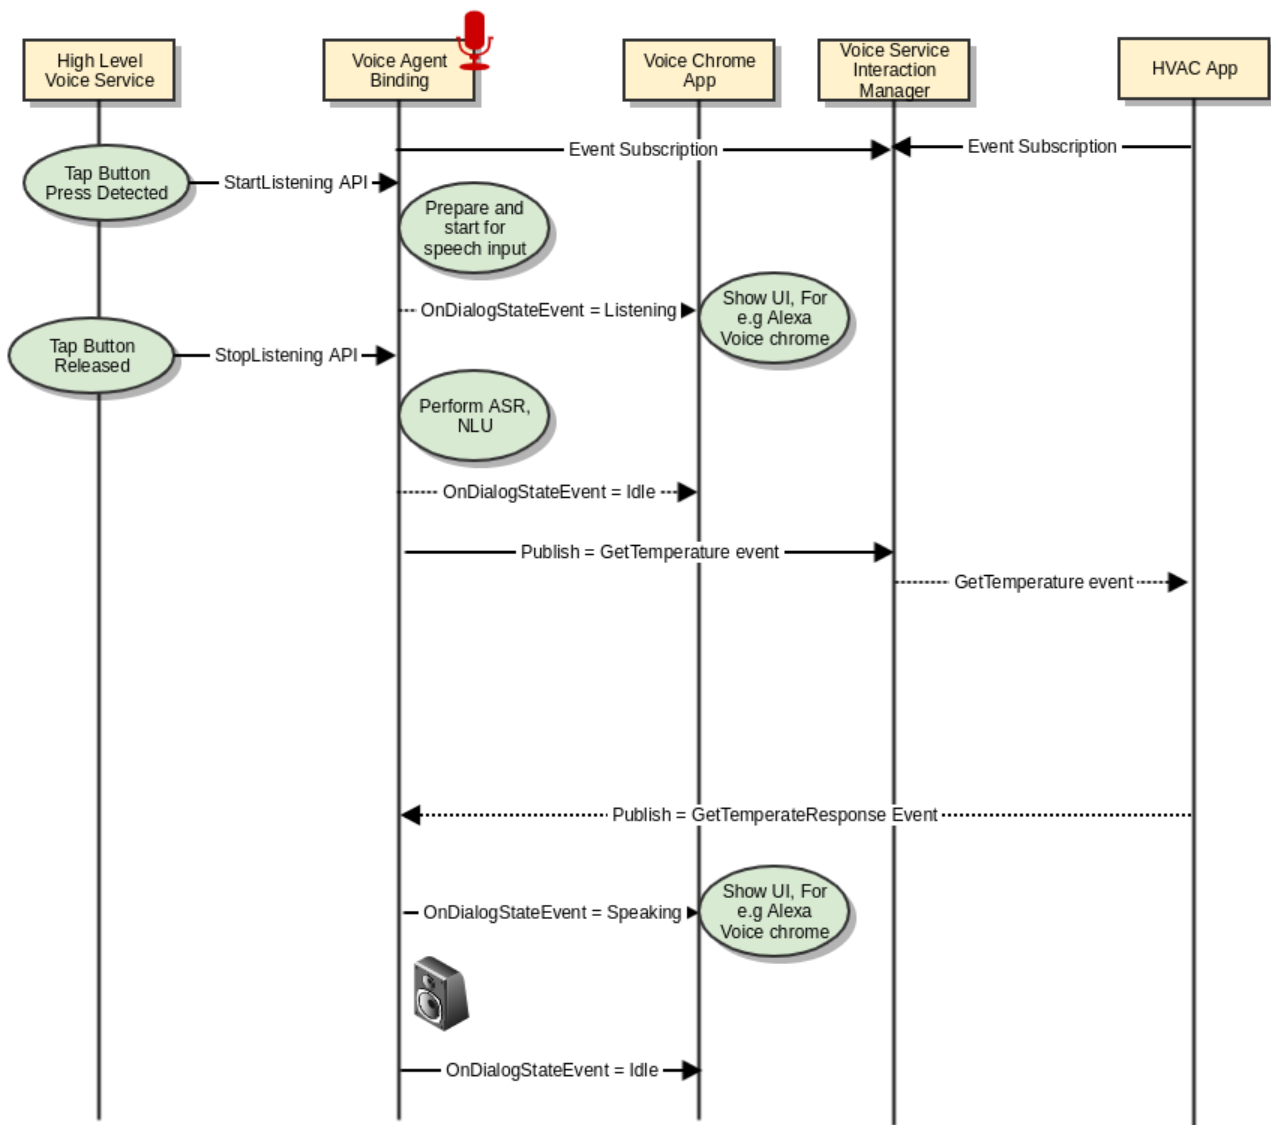 High Level
Voice Service
Voice Agent
Binding
Voice Chrome
App
Voice Service
Interaction
Manager
HVAC App
Event Subscription
Event Subscription
Tap Button
Press Detected
StartListening API
Prepare and
start for
speech input
OnDialogStateEvent = Listening
Show UI, For
e.g Alexa
Voice chrome
Tap Button
Released
StopListening API
Perform ASR,
NLU
OnDialogStateEvent = Idle
Publish = GetTemperature event
GetTemperature event
Publish = GetTemperateResponse Event
OnDialogStateEvent = Speaking
Show UI, For
e.g Alexa
Voice chrome
OnDialogStateEvent = Idle